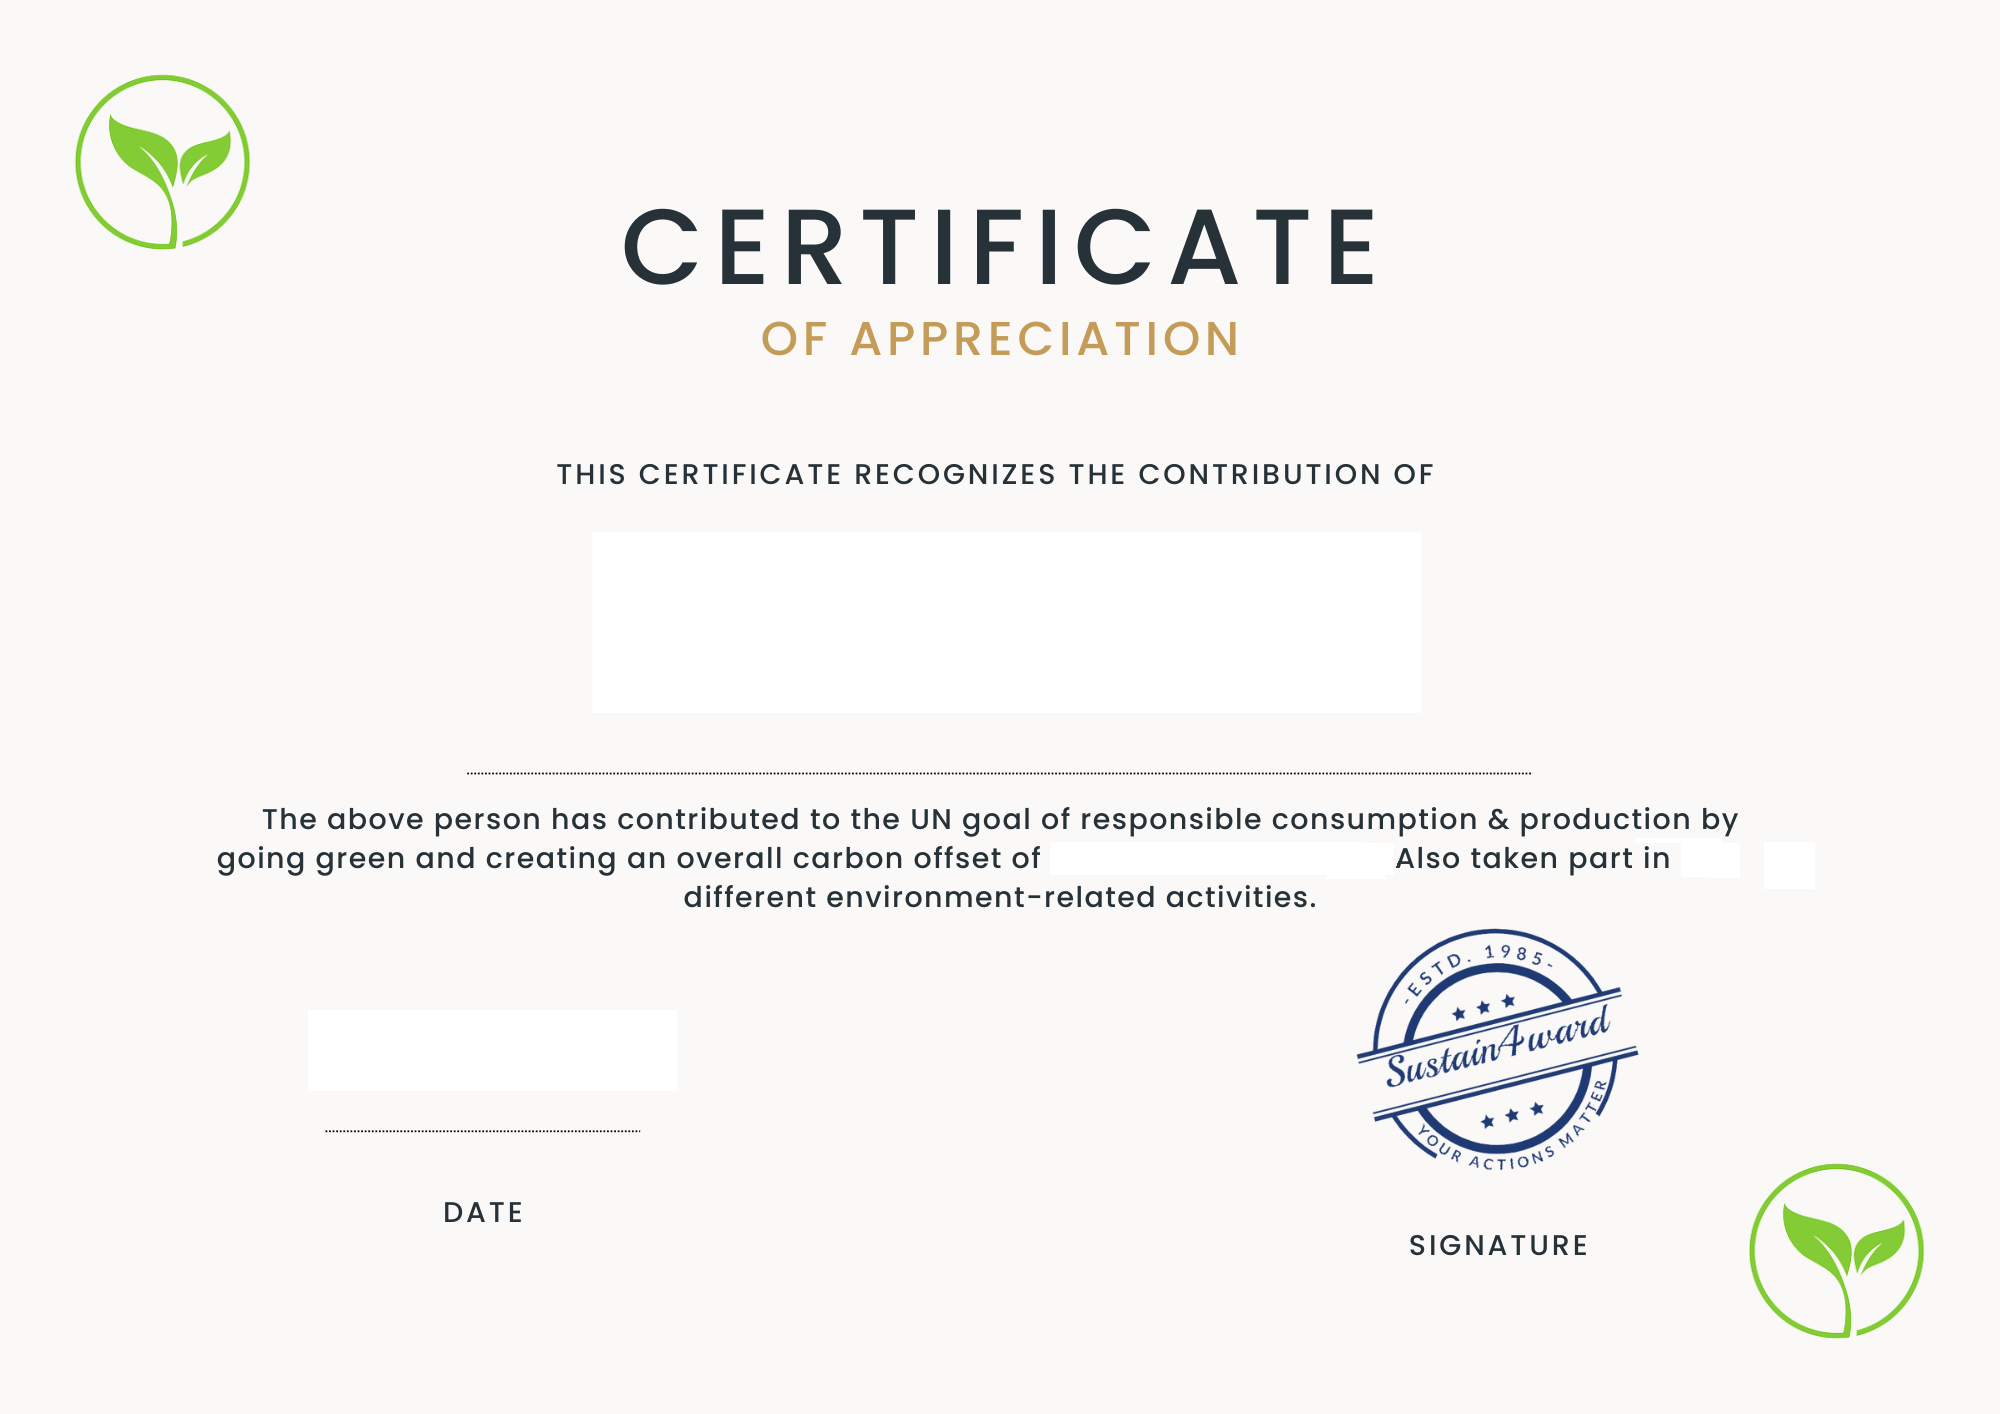 CERTIFICATE
OF APPRECIATION
THIS CERTIFICATE RECOGNIZES THE CONTRIBUTION OF
The above person has contributed to the UN goal of responsible consumption & production by
going green and creating an overall carbon offset of Also taken part in
different environment-related activities.
-ESTD. 1985-
Sustain4ward
YOUR ACTIONS MATTER
DATE
SIGNATURE